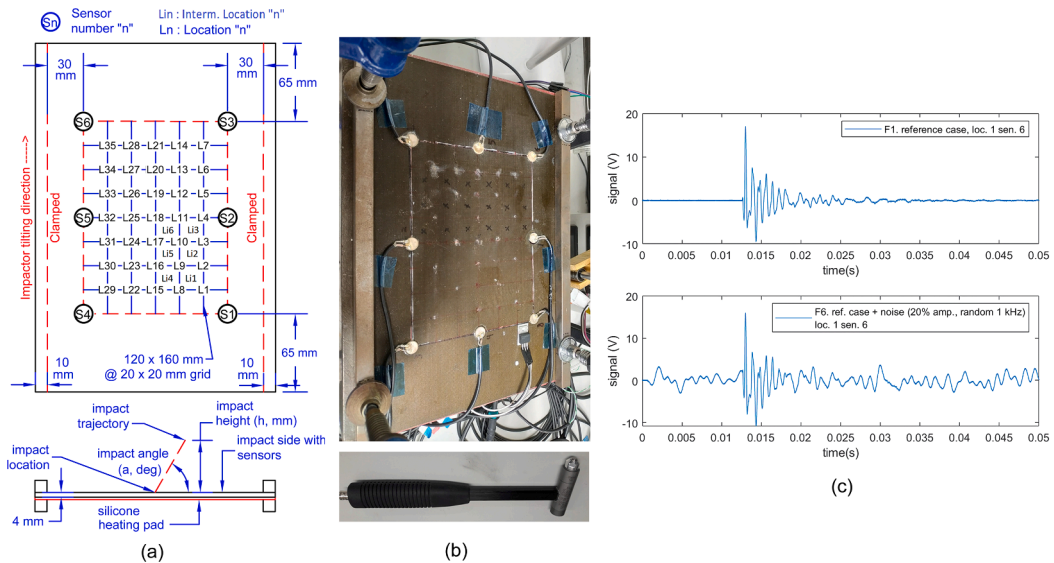 Sn
Sensor
number "n"
Lin : Interm. Location "n"
Ln : Location "n"
30
mm
30
mm
65 mm
S6
S3
L35
L28
L21
L14
L7
L34
L27
L20
L13
L6
L33
L26
L19
L12
L5
S5
L32
L25
L18
L11
L4
S2
Li6
Li3
L31
L24
L17
L10
L3
Li5
Li2
L30
L23
L16
L9
L2
Li4
Li1
L29
L22
L15
L8
L1
S4
S1
Impactor tilting direction ---->
Clamped
Clamped
65 mm
10
mm
120 x 160 mm
@ 20 x 20 mm grid
10
mm
impact
trajectory
impact
height (h, mm)
impact
location
impact angle
(a, deg)
impact side with
sensors
4 mm
silicone
heating pad
(a)
(b)
20
10
0
-10
signal (V)
F1. reference case, loc. 1 sen. 6
0
0.005
0.01
0.015
0.02
0.025
0.03
0.035
0.04
0.045
0.05
time(s)
20
10
0
-10
signal (V)
F6. ref. case + noise (20% amp., random 1 kHz)
loc. 1 sen. 6
0
0.005
0.01
0.015
0.02
0.025
0.03
0.035
0.04
0.045
0.05
time(s)
(c)